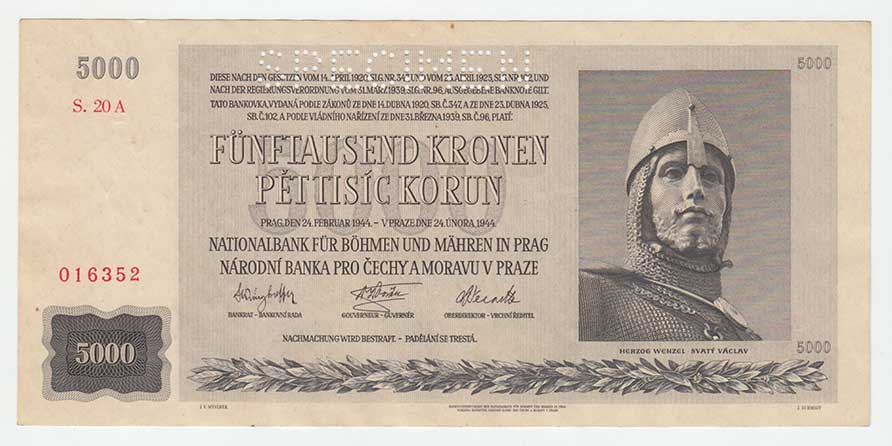 SPECIMEN
5000
5000
S. 20 A
DIESE NACH DEN GESETZEN VOM 14. APRIL 1920, SLG. NR. 347 UND VOM 23. APRIL 1925, SLG. NR. 102, UND
NACH DER REGIERUNGSVERORDNUNG VOM 31. MÄRZ 1939, SLG. NR. 96, AUSGEGEBENE BANKNOTE GILT.
TATO BANKOVKA, VYDANÁ PODLE ZÁKONŮ ZE DNE 14. DUBNA 1920, SB. Č. 347, A ZE DNE 23. DUBNA 1925,
SB. Č. 102, A PODLE VLÁDNÍHO NAŘÍZENÍ ZE DNE 31. BŘEZNA 1939, SB. Č. 96, PLATÍ:
FÜNFTAUSEND KRONEN
PĚT TISÍC KORUN
5000
PRAG, DEN 24. FEBRUAR 1944. – V PRAZE DNE 24. ÚNORA 1944.
NATIONALBANK FÜR BÖHMEN UND MÄHREN IN PRAG
NÁRODNÍ BANKA PRO ČECHY A MORAVU V PRAZE
016352
BANKRAT – BANKOVNÍ RADA
GOUVERNEUR – GUVERNÉR
OBERDIREKTOR – VRCHNÍ ŘEDITEL
NACHMACHUNG WIRD BESTRAFT. – PADĚLÁNÍ SE TRESTÁ.
HERZOG WENZEL · SVATÝ VÁCLAV
5000
5000